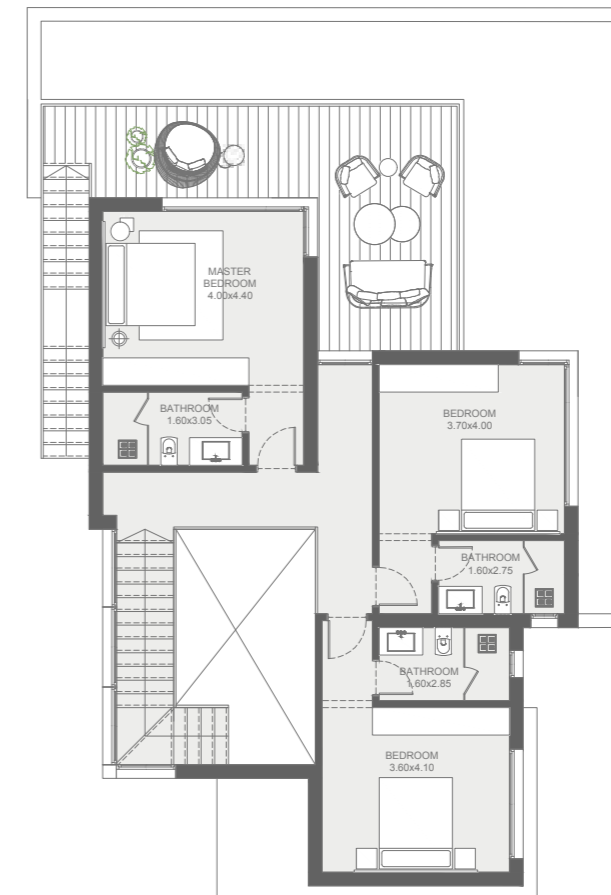 MASTER
BEDROOM
4.00x4.40
BATHROOM
1.60x3.05
BEDROOM
3.70x4.00
BATHROOM
1.60x2.75
BATHROOM
1.60x2.85
BEDROOM
3.60x4.10